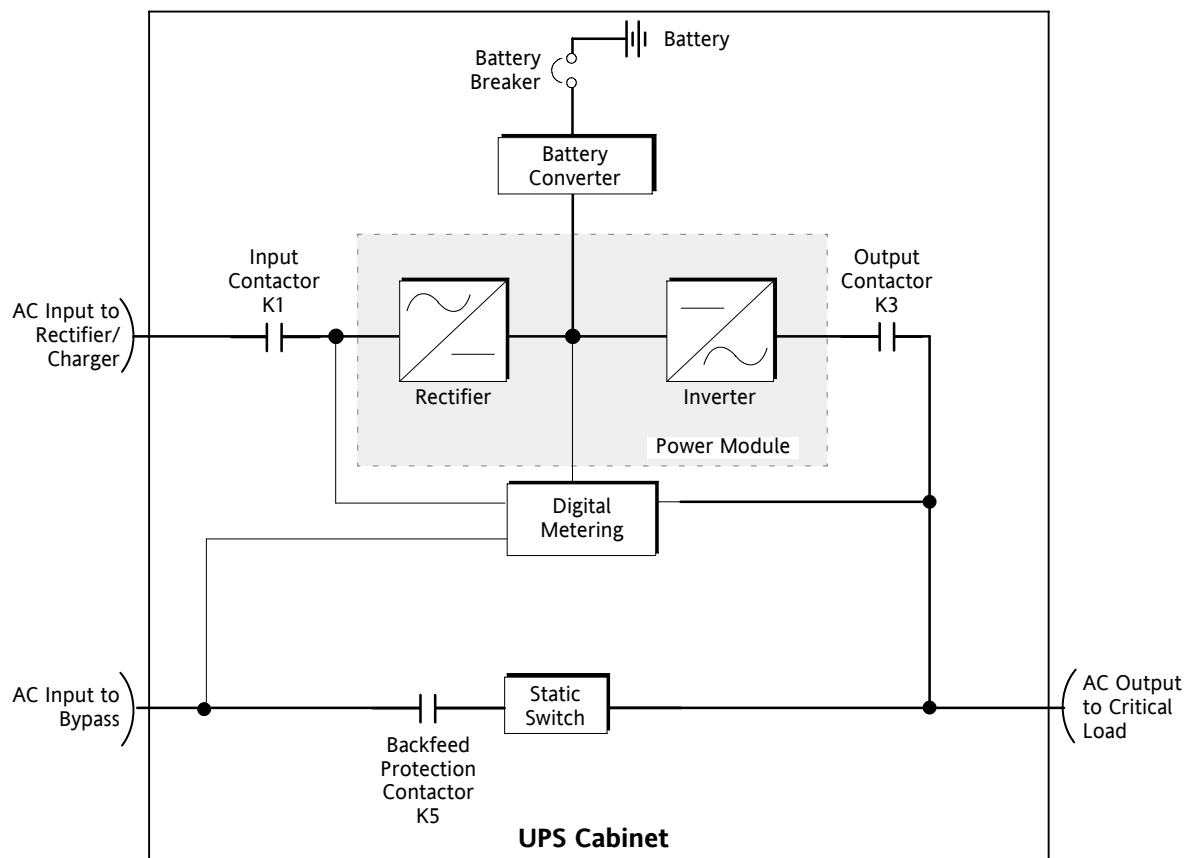 Battery
Battery
Breaker
Battery
Converter
Input
Contactor
K1
Output
Contactor
K3
AC Input to
Rectifier/
Charger
Rectifier
Inverter
Power Module
Digital
Metering
AC Input to
Bypass
Static
Switch
AC Output
to Critical
Load
Backfeed
Protection
Contactor
K5
UPS Cabinet